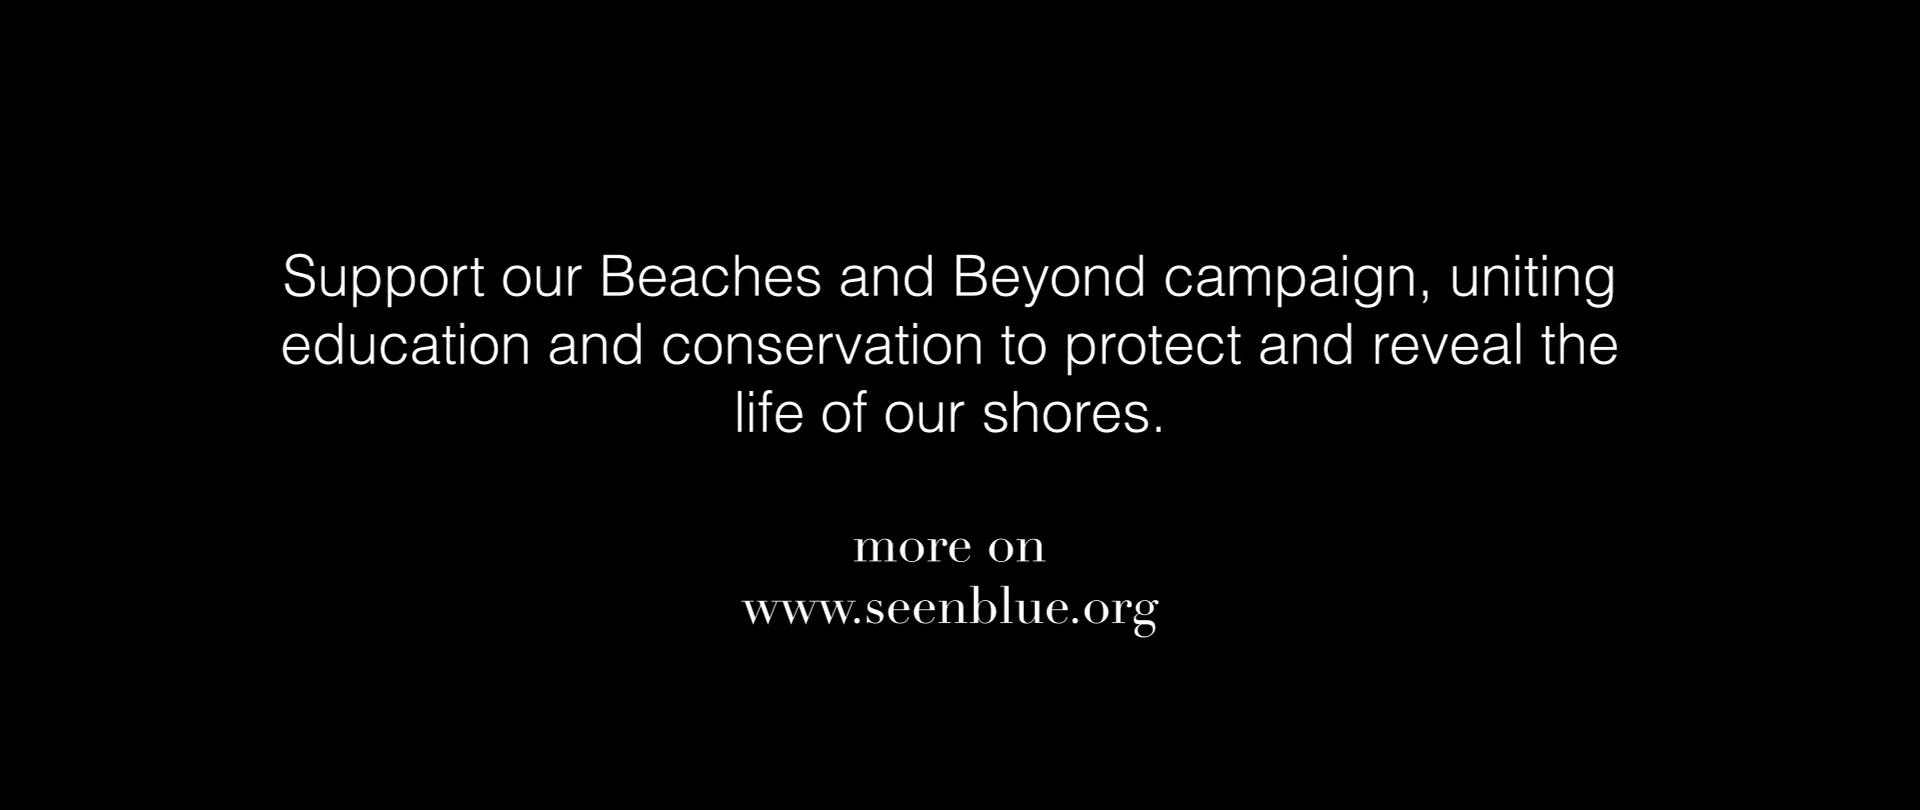 Support our Beaches and Beyond campaign, uniting
education and conservation to protect and reveal the
life of our shores.
more on
www.seenblue.org